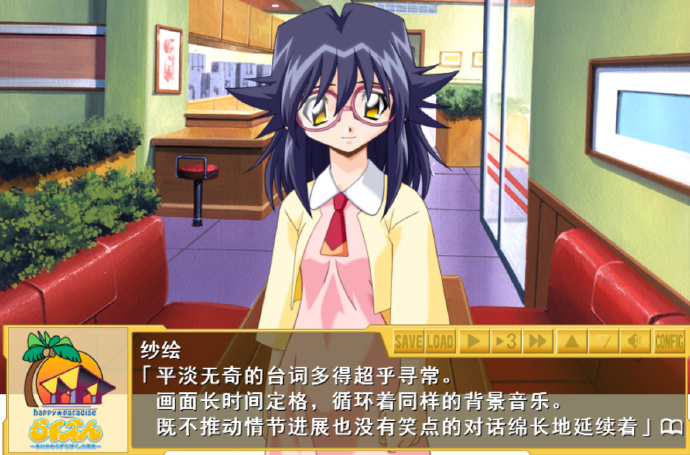 SAVE LOAD 3 CONFIG
纱绘
「平淡无奇的台词多得超乎寻常。
画面长时间定格，循环着同样的背景音乐。
既不推动情节进展也没有笑点的对话绵长地延续着」
happy★paradise
らくえん